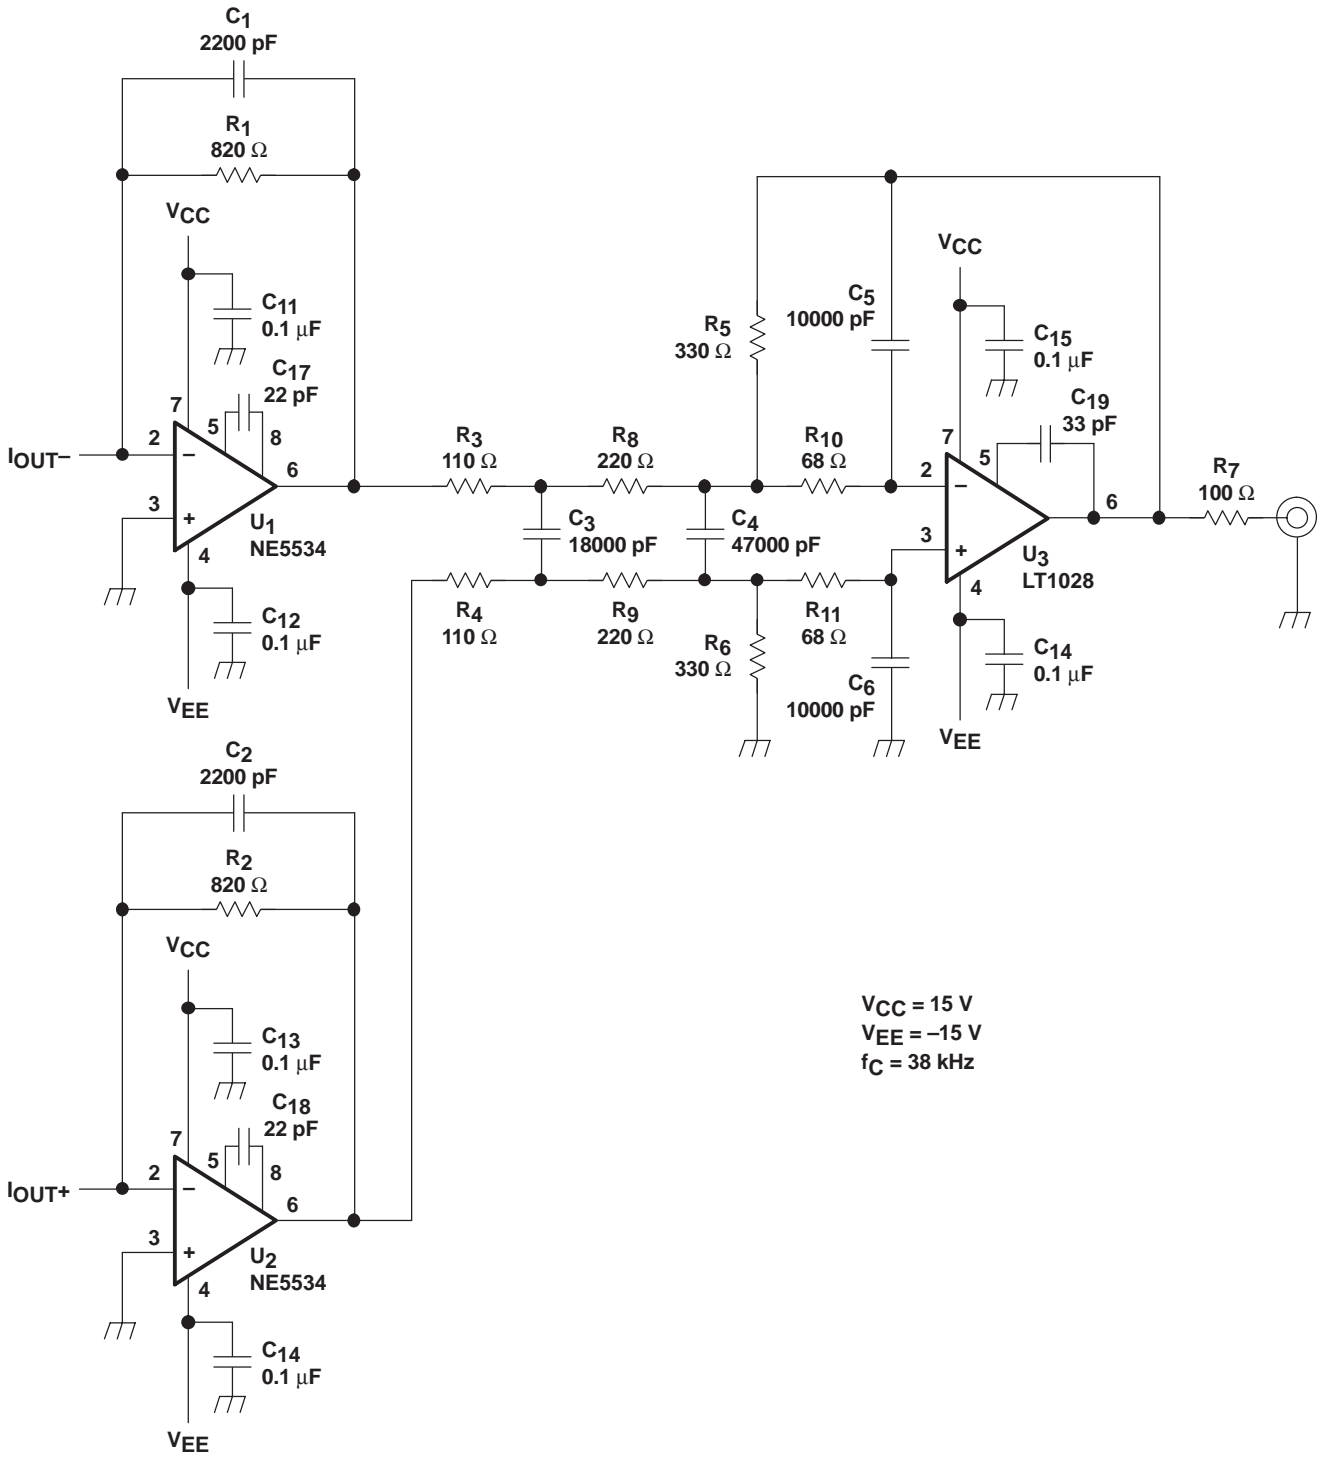 C1
2200 pF
R1
820 Ω
VCC
C11
0.1 μF
C17
22 pF
7
5
8
2
–
IOUT–
6
3
+
U1
NE5534
4
C12
0.1 μF
VEE
R3
110 Ω
R8
220 Ω
R10
68 Ω
C3
18000 pF
C4
47000 pF
R4
110 Ω
R9
220 Ω
R11
68 Ω
R5
330 Ω
C5
10000 pF
R6
330 Ω
C6
10000 pF
VCC
C15
0.1 μF
C19
33 pF
7
5
2
–
6
3
+
U3
LT1028
4
R7
100 Ω
C14
0.1 μF
VEE
C2
2200 pF
R2
820 Ω
VCC
C13
0.1 μF
C18
22 pF
7
5
8
2
–
IOUT+
6
3
+
U2
NE5534
4
C14
0.1 μF
VEE
VCC = 15 V
VEE = –15 V
fC = 38 kHz